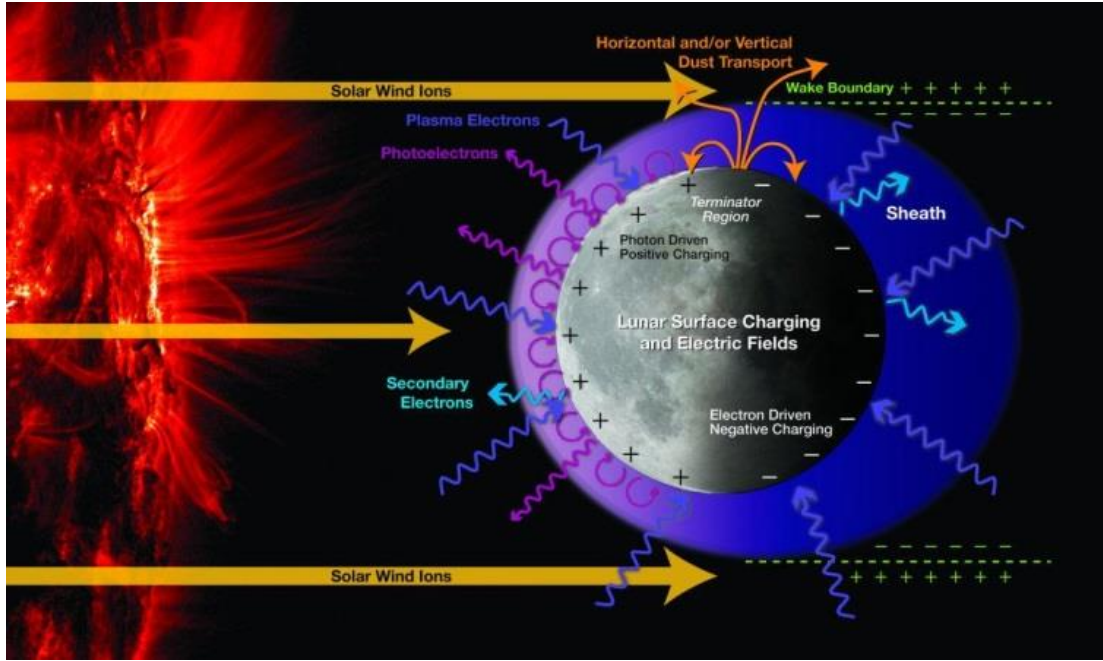 Horizontal and/or Vertical
Dust Transport
Solar Wind Ions
Wake Boundary + + + + +
– – – – –
Plasma Electrons
Photoelectrons
+
–
Terminator
Region
Sheath
+
–
Photon Driven
Positive Charging
+
–
+
–
Lunar Surface Charging
and Electric Fields
+
–
Secondary
Electrons
+
–
Electron Driven
Negative Charging
+
–
+
–
+
–
– – – – –
Solar Wind Ions
+ + + + + +